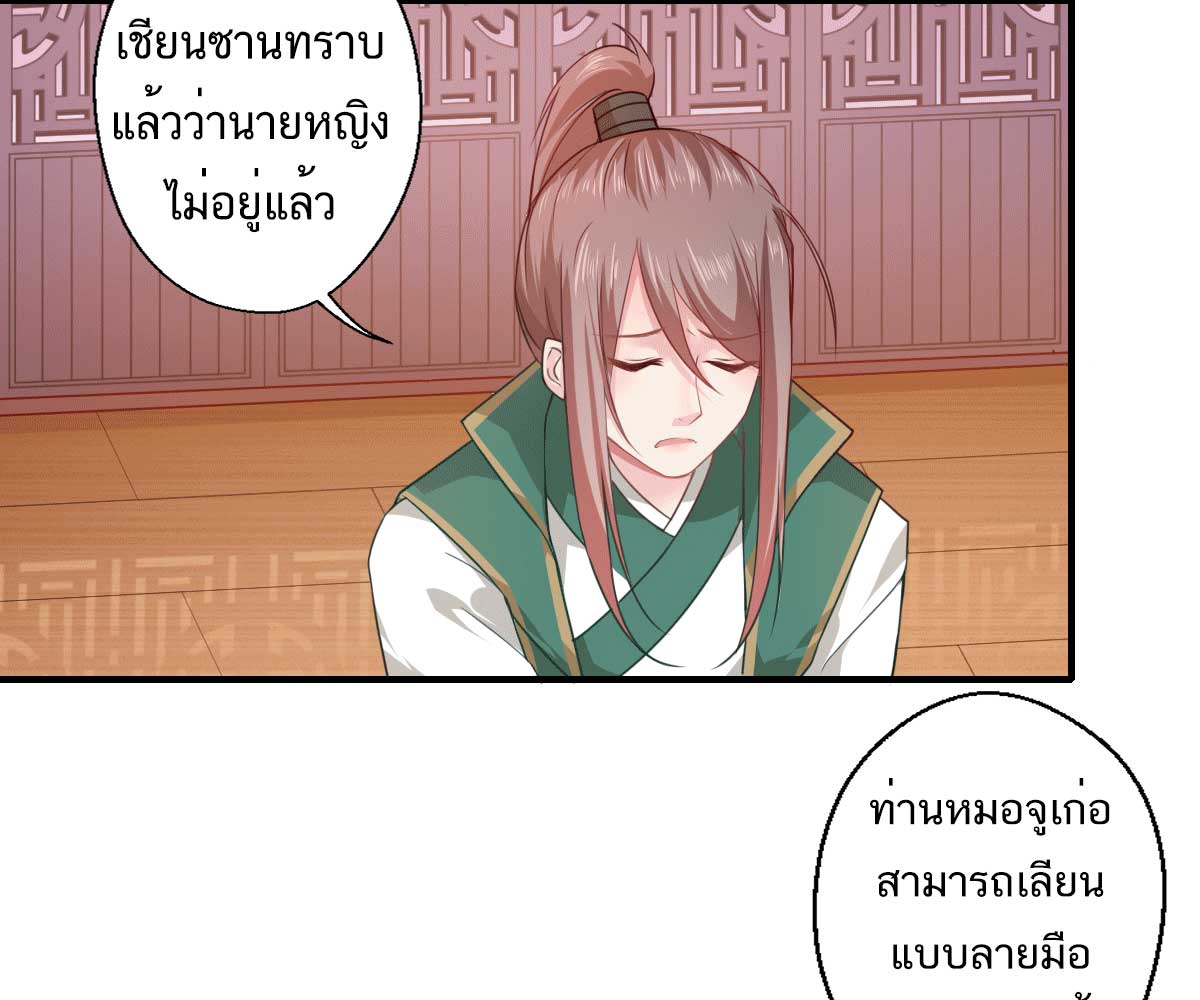 เชียนซานทราบ
แล้วว่านายหญิง
ไม่อยู่แล้ว
ท่านหมอจูเก่อ
สามารถเลียน
แบบลายมือ